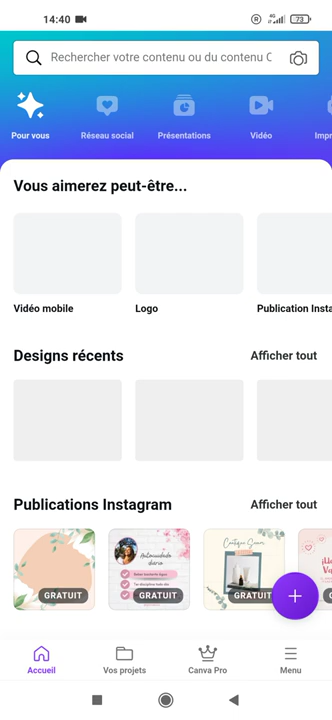 14:40
4G
73
Rechercher votre contenu ou du contenu C
Pour vous
Réseau social
Présentations
Vidéo
Impr
Vous aimerez peut-être...
Vidéo mobile
Logo
Publication Insta
Designs récents
Afficher tout
Publications Instagram
Afficher tout
GRATUIT
GRATUIT
GRATUIT
Accueil
Vos projets
Canva Pro
Menu